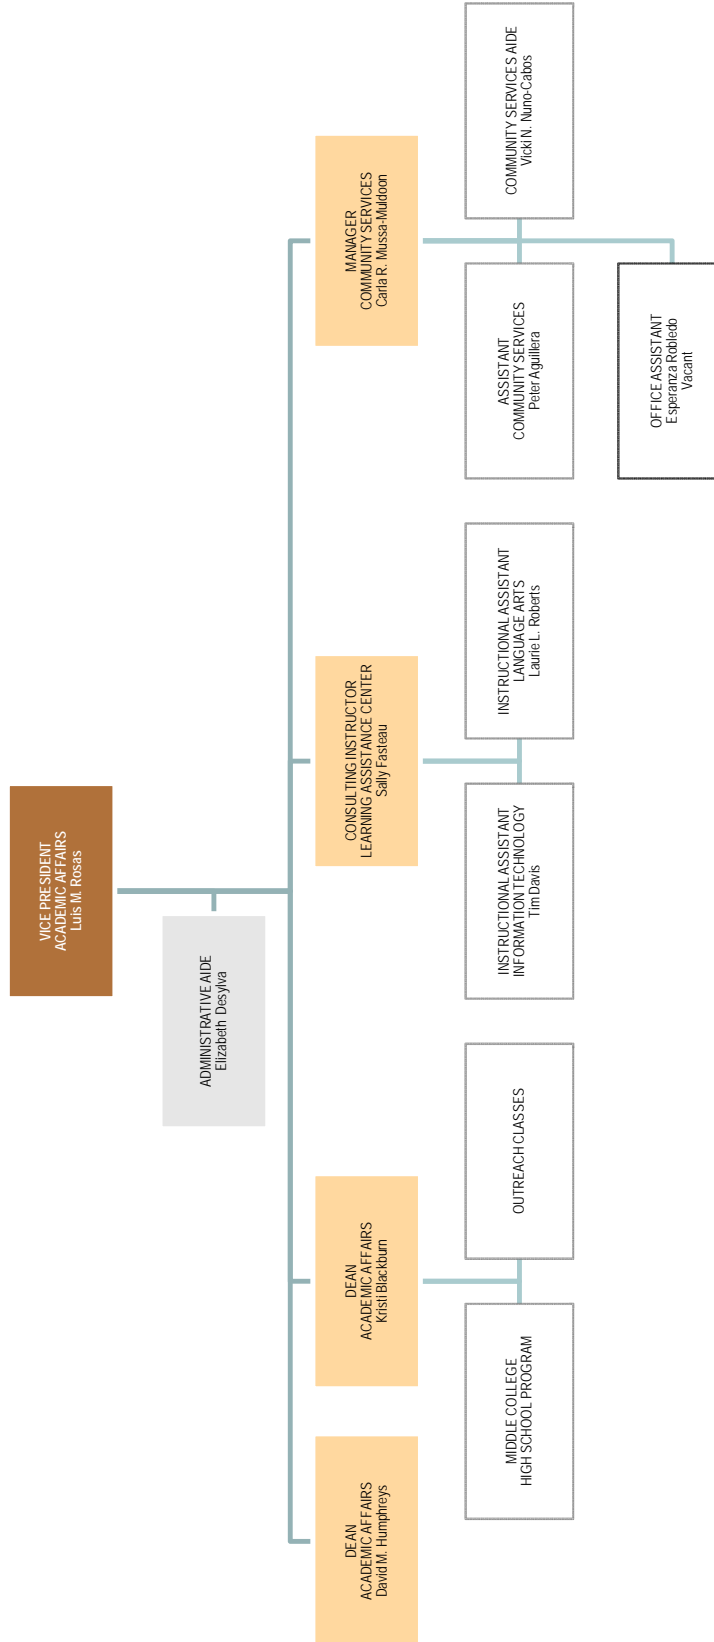 VICE PRESIDENT
ACADEMIC AFFAIRS
Luis M. Rosas
ADMINISTRATIVE AIDE
Elizabeth Desylva
DEAN
ACADEMIC AFFAIRS
David M. Humphreys
DEAN
ACADEMIC AFFAIRS
Kristi Blackburn
CONSULTING INSTRUCTOR
LEARNING ASSISTANCE CENTER
Sally Fasteau
MANAGER
COMMUNITY SERVICES
Carla R. Mussa-Muldoon
MIDDLE COLLEGE
HIGH SCHOOL PROGRAM
OUTREACH CLASSES
INSTRUCTIONAL ASSISTANT
INFORMATION TECHNOLOGY
Tim Davis
INSTRUCTIONAL ASSISTANT
LANGUAGE ARTS
Laurie L. Roberts
ASSISTANT
COMMUNITY SERVICES
Peter Aguillera
COMMUNITY SERVICES AIDE
Vicki N. Nuno-Cabos
OFFICE ASSISTANT
Esperanza Robledo
Vacant